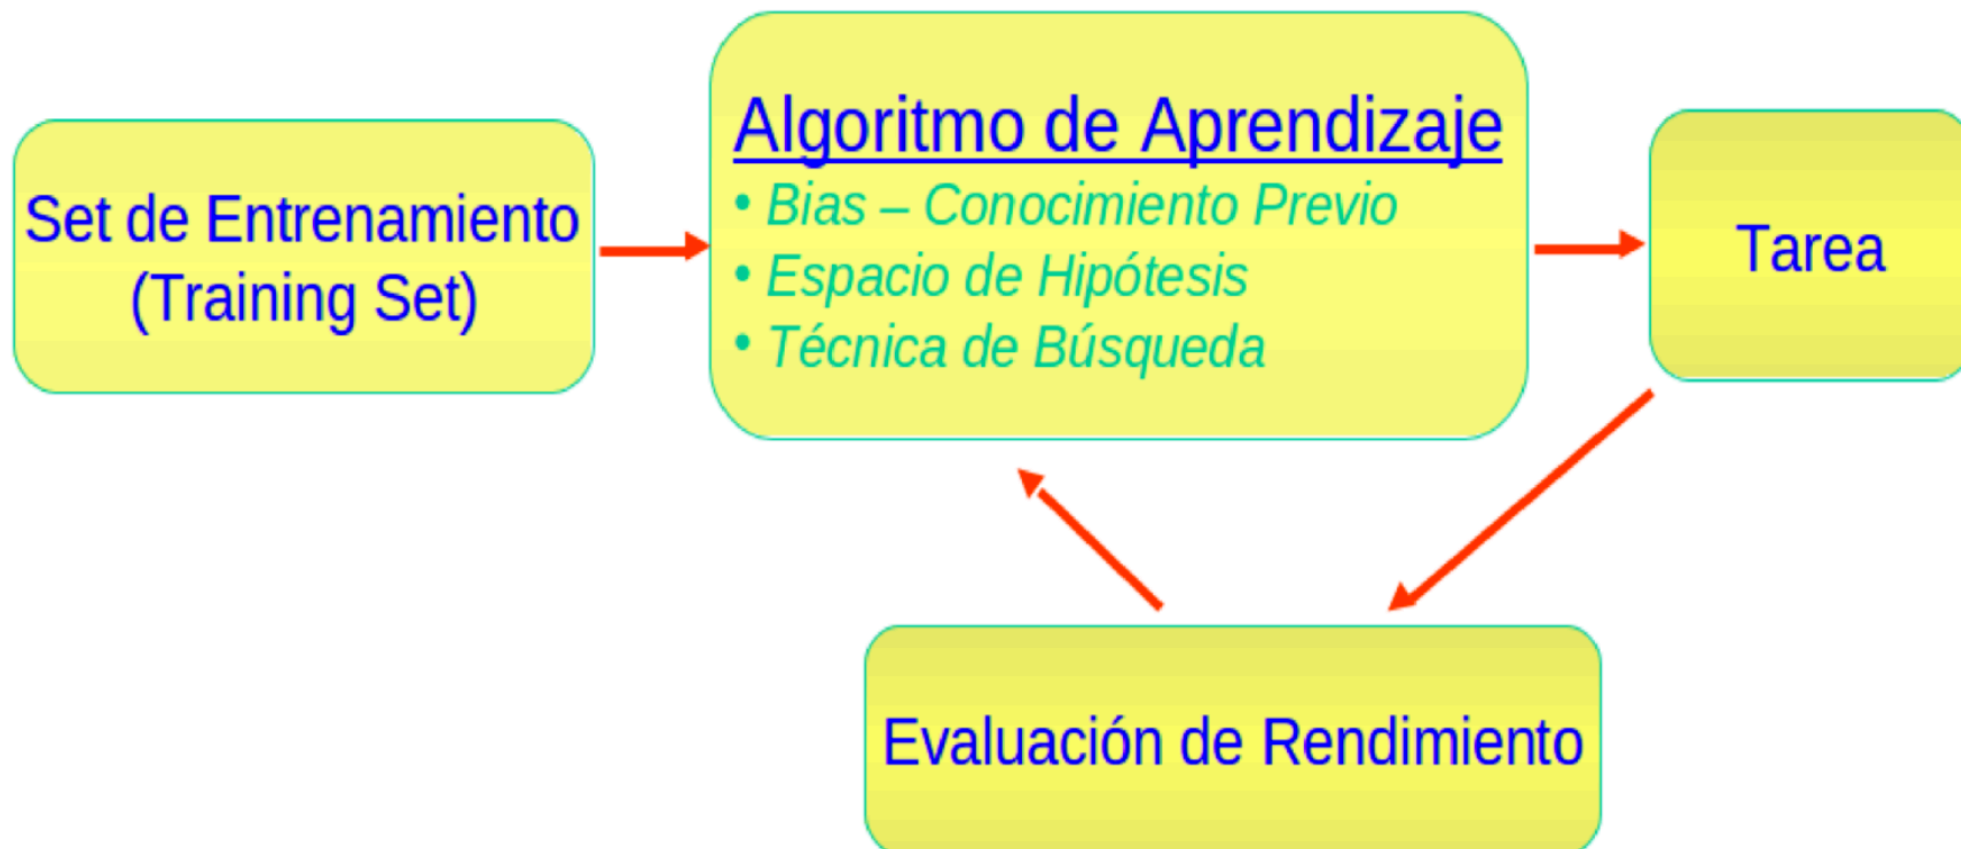 Set de Entrenamiento
(Training Set)
Algoritmo de Aprendizaje
• Bias – Conocimiento Previo
• Espacio de Hipótesis
• Técnica de Búsqueda
Tarea
Evaluación de Rendimiento